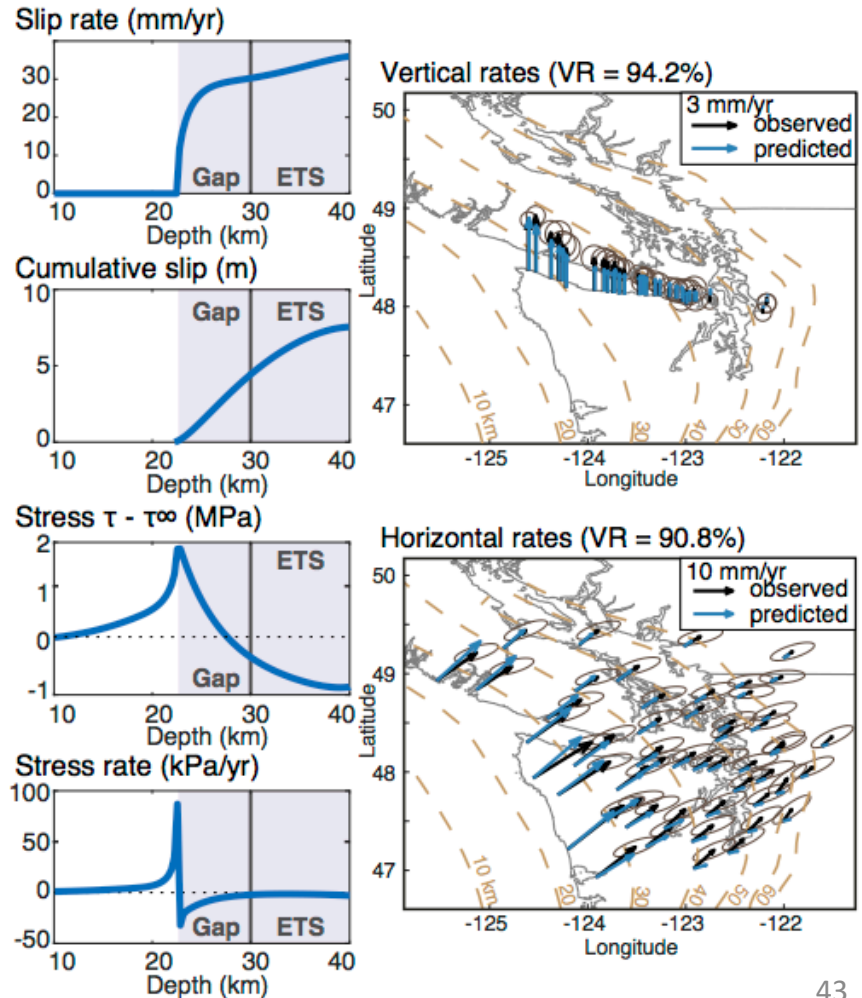 Slip rate (mm/yr)
30
20
10
0
Gap
ETS
10
20
30
40
Depth (km)
Cumulative slip (m)
10
5
0
Gap
ETS
10
20
30
40
Depth (km)
Stress τ - τ∞ (MPa)
2
1
0
-1
ETS
Gap
10
20
30
40
Depth (km)
Stress rate (kPa/yr)
100
50
0
-50
Gap
ETS
10
20
30
40
Depth (km)
Vertical rates (VR = 94.2%)
3 mm/yr
observed
predicted
50
49
48
47
Latitude
10 km
20
30
40
50
60
-125
-124
-123
-122
Longitude
Horizontal rates (VR = 90.8%)
10 mm/yr
observed
predicted
50
49
48
47
Latitude
10 km
20
30
40
50
60
-125
-124
-123
-122
Longitude
43